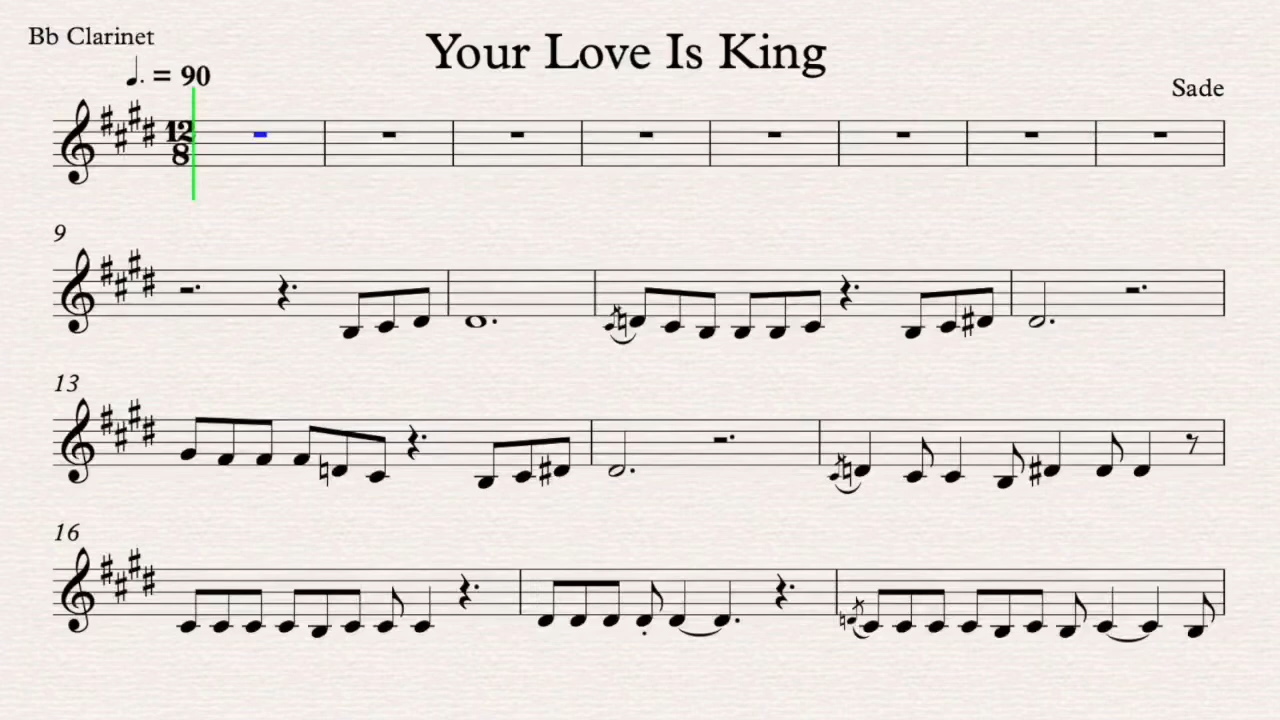 Bb Clarinet
Your Love Is King
♩. = 90
Sade
12
8
9
13
16